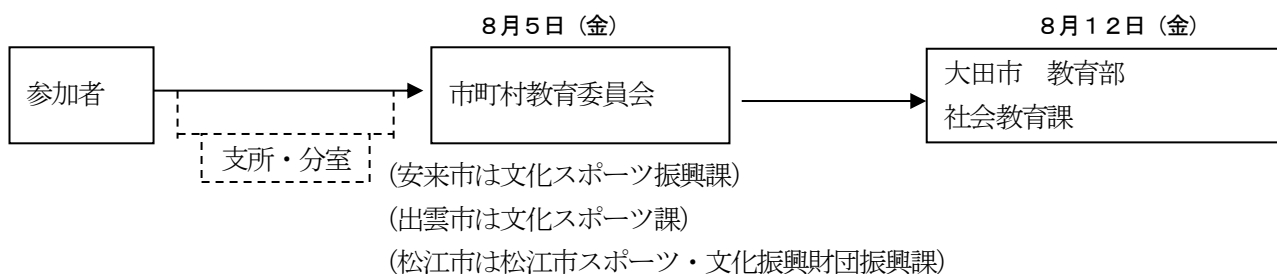 ８月５日（金）
８月１２日（金）
参加者
市町村教育委員会
大田市　教育部
社会教育課
支所・分室
(安来市は文化スポーツ振興課)
(出雲市は文化スポーツ課)
(松江市は松江市スポーツ・文化振興財団振興課)